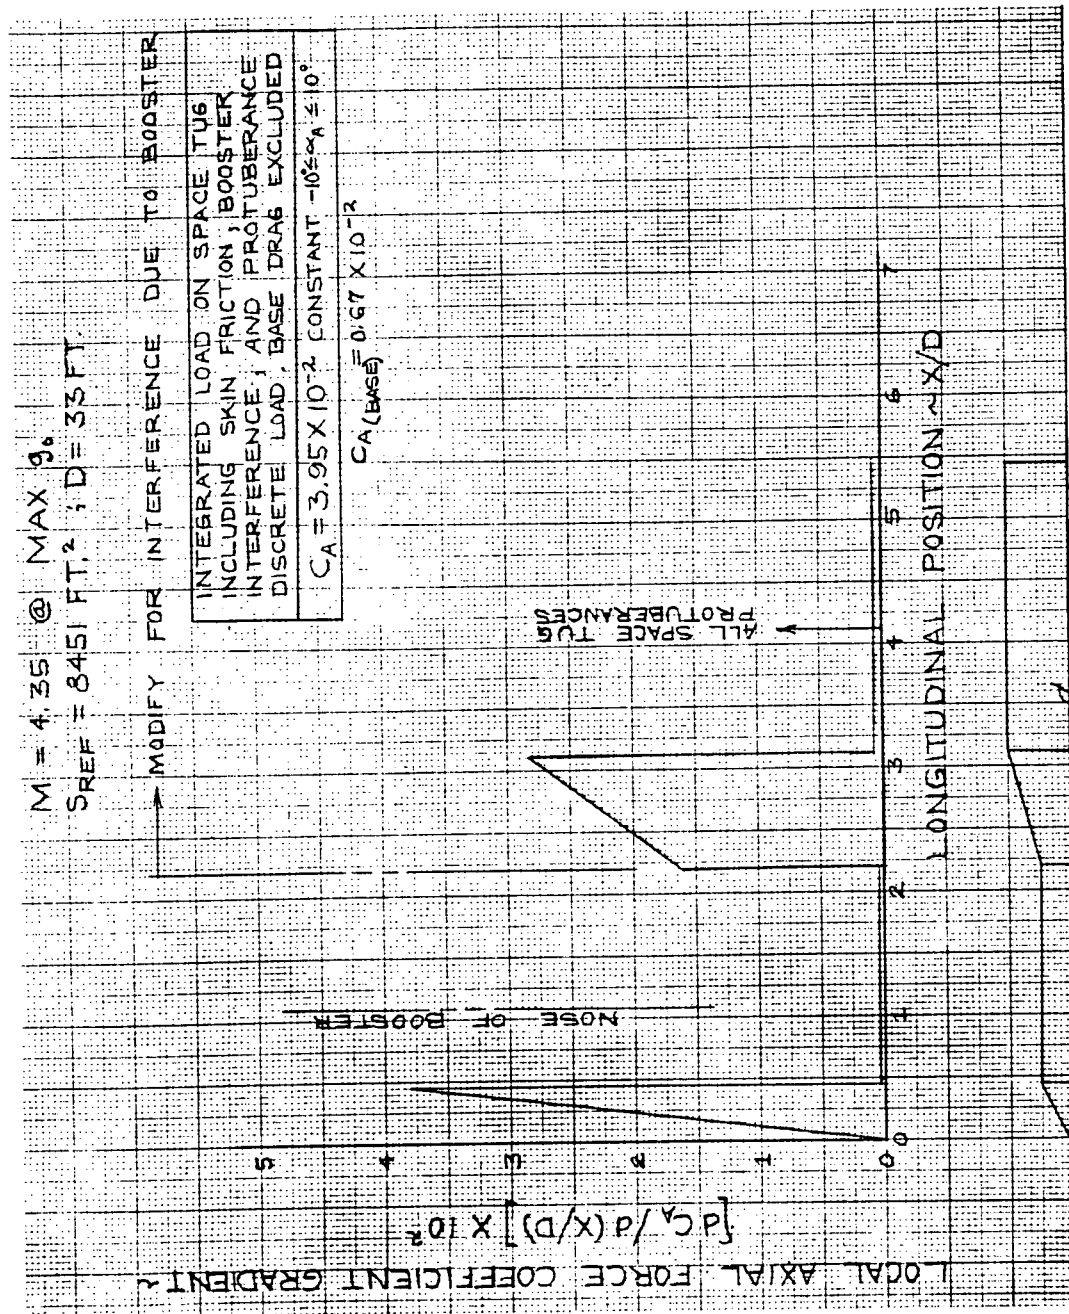 M = 4.35 @ MAX q₀
SREF = 8451 FT.² ; D = 33 FT.
MODIFY FOR INTERFERENCE DUE TO BOOSTER
INTEGRATED LOAD ON SPACE TUG
INCLUDING SKIN FRICTION, BOOSTER
INTERFERENCE, AND PROTUBERANCE
DISCRETE LOAD, BASE DRAG EXCLUDED
CA = 3.95 X 10⁻² CONSTANT -10°≤αA≤10°
CA(BASE) = 0.67 X 10⁻²
ALL SPACE TUG
PROTUBERANCES
NOSE OF BOOSTER
LOCAL AXIAL FORCE COEFFICIENT GRADIENT ~
[dCA/d(X/D)] X 10²
5
4
3
2
1
0
0 1 2 3 4 5 6 7
LONGITUDINAL POSITION ~ X/D